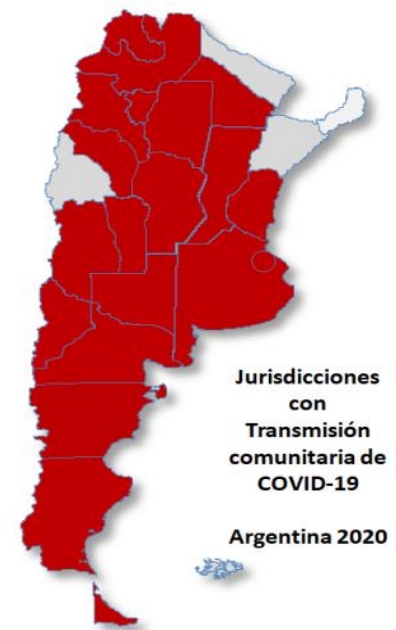 Jurisdicciones
con
Transmisión
comunitaria de
COVID-19
Argentina 2020